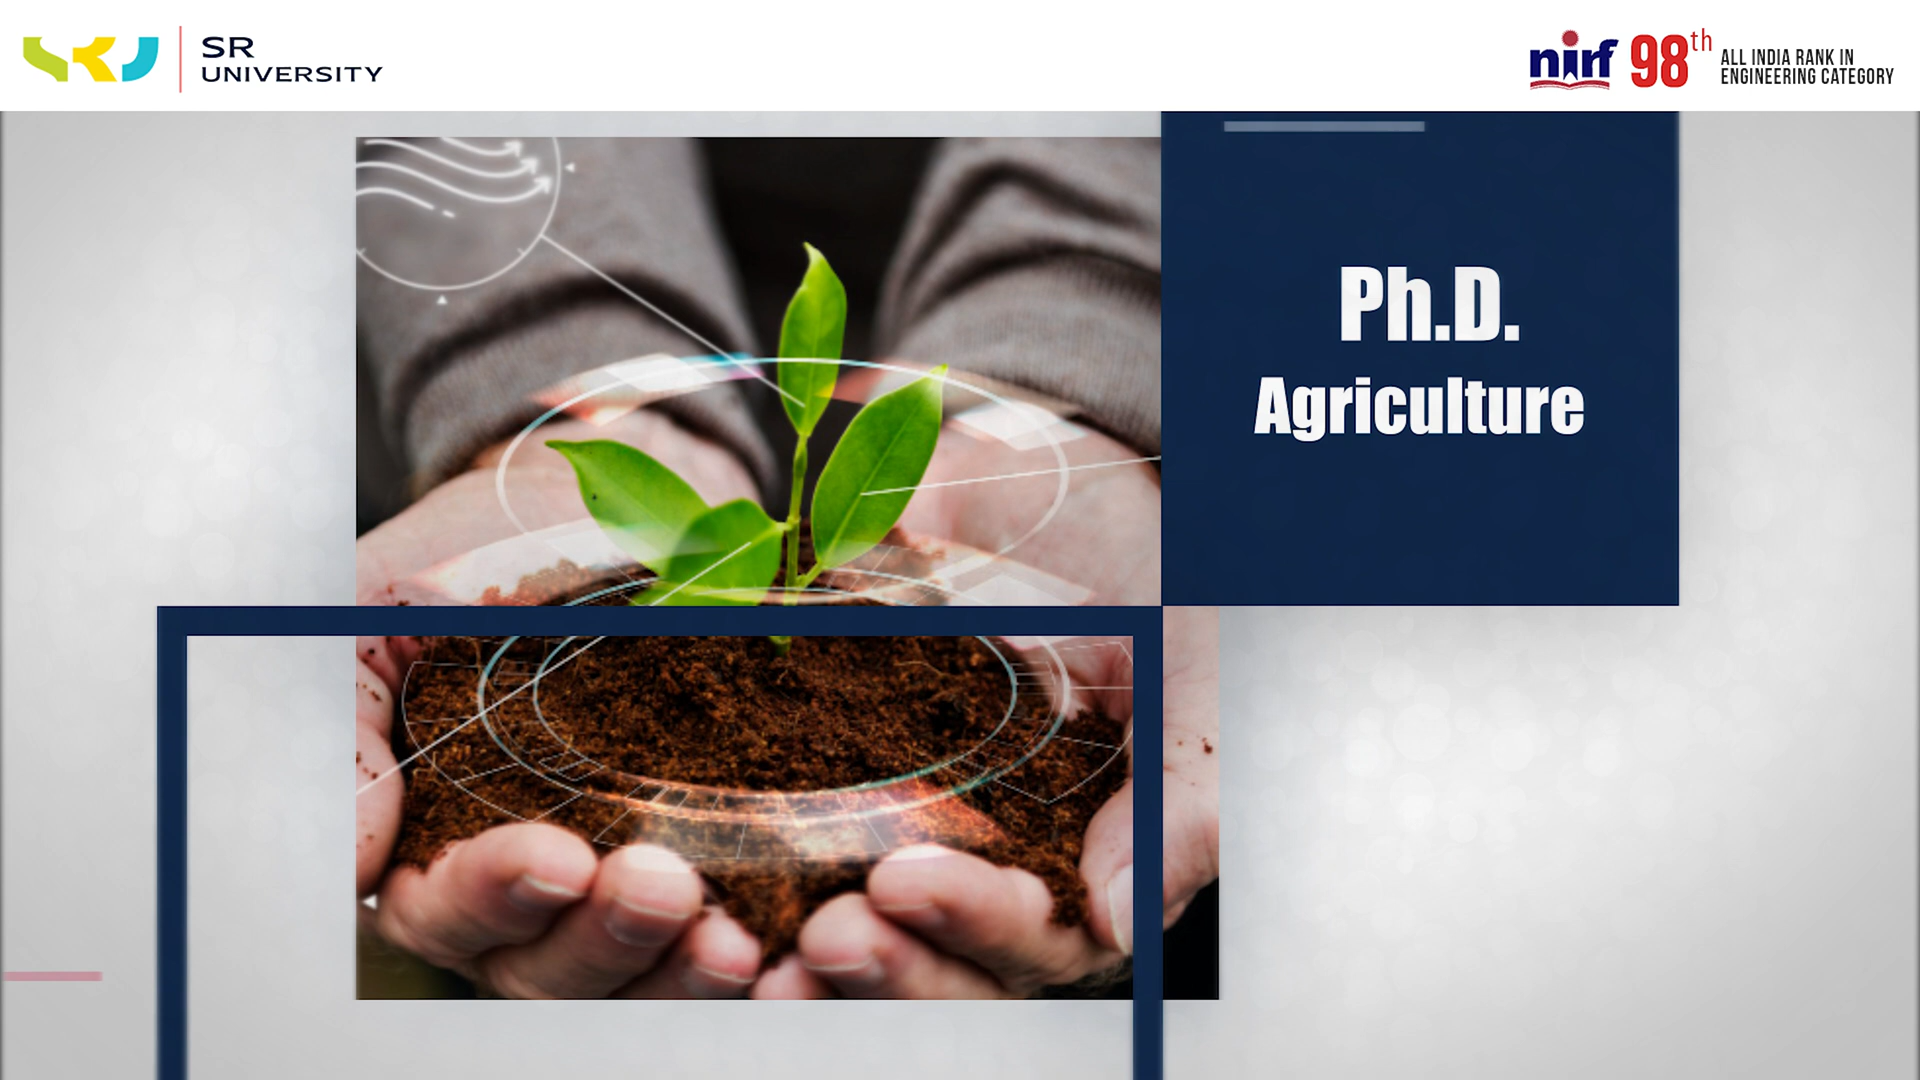 SR
UNIVERSITY
nirf 98th ALL INDIA RANK IN
ENGINEERING CATEGORY
Ph.D.
Agriculture